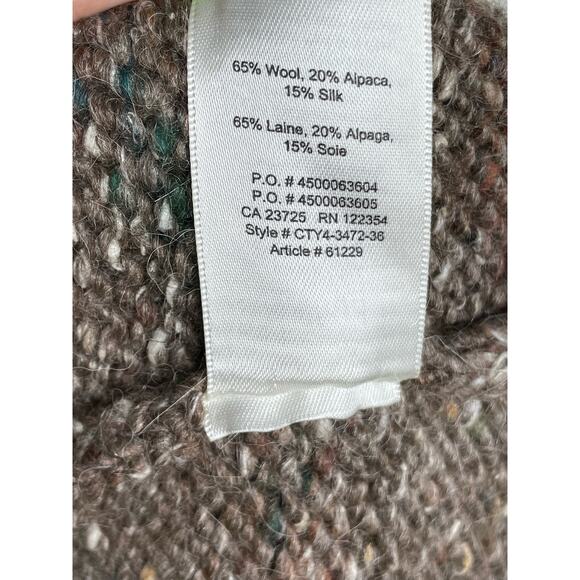 65% Wool, 20% Alpaca,
15% Silk
65% Laine, 20% Alpaga,
15% Soie
P.O. # 4500063604
P.O. # 4500063605
CA 23725 RN 122354
Style # CTY4-3472-36
Article # 61229